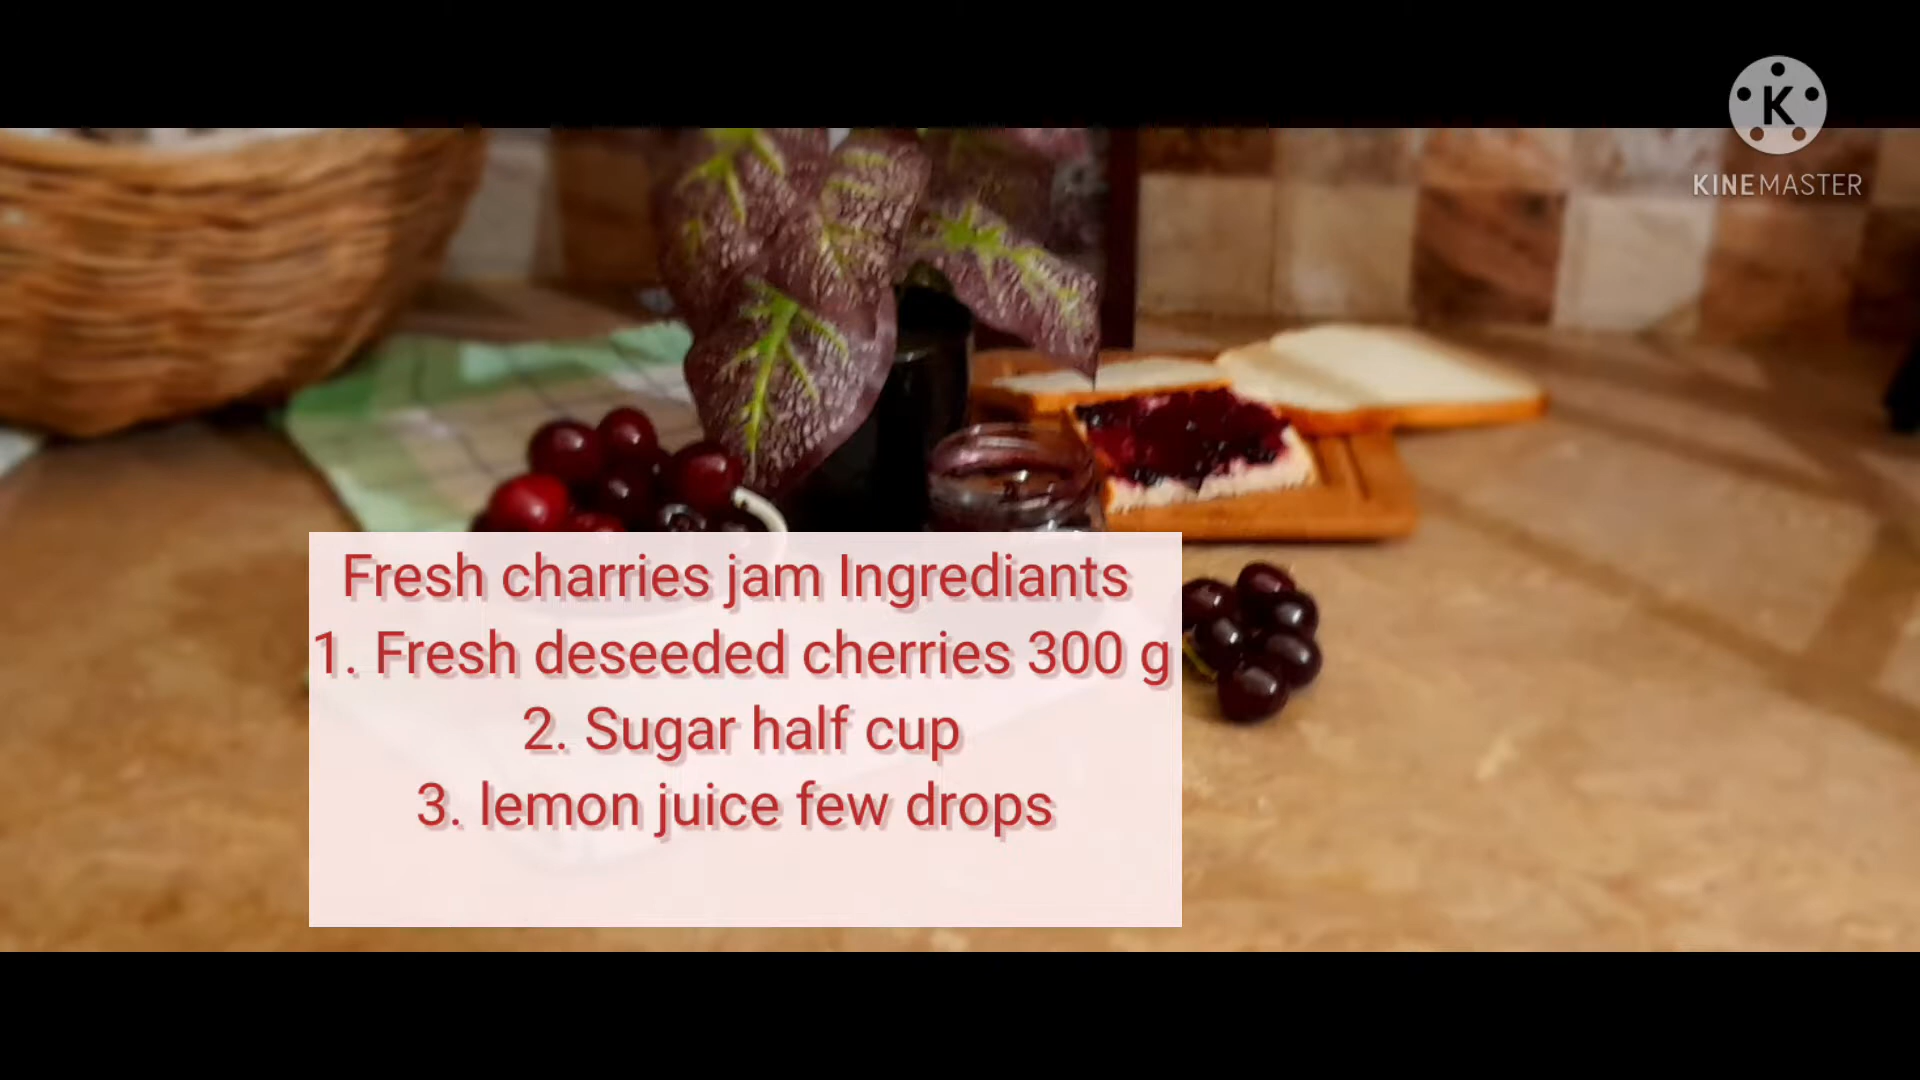 K
KINEMASTER
Fresh charries jam Ingrediants
1. Fresh deseeded cherries 300 g
2. Sugar half cup
3. lemon juice few drops